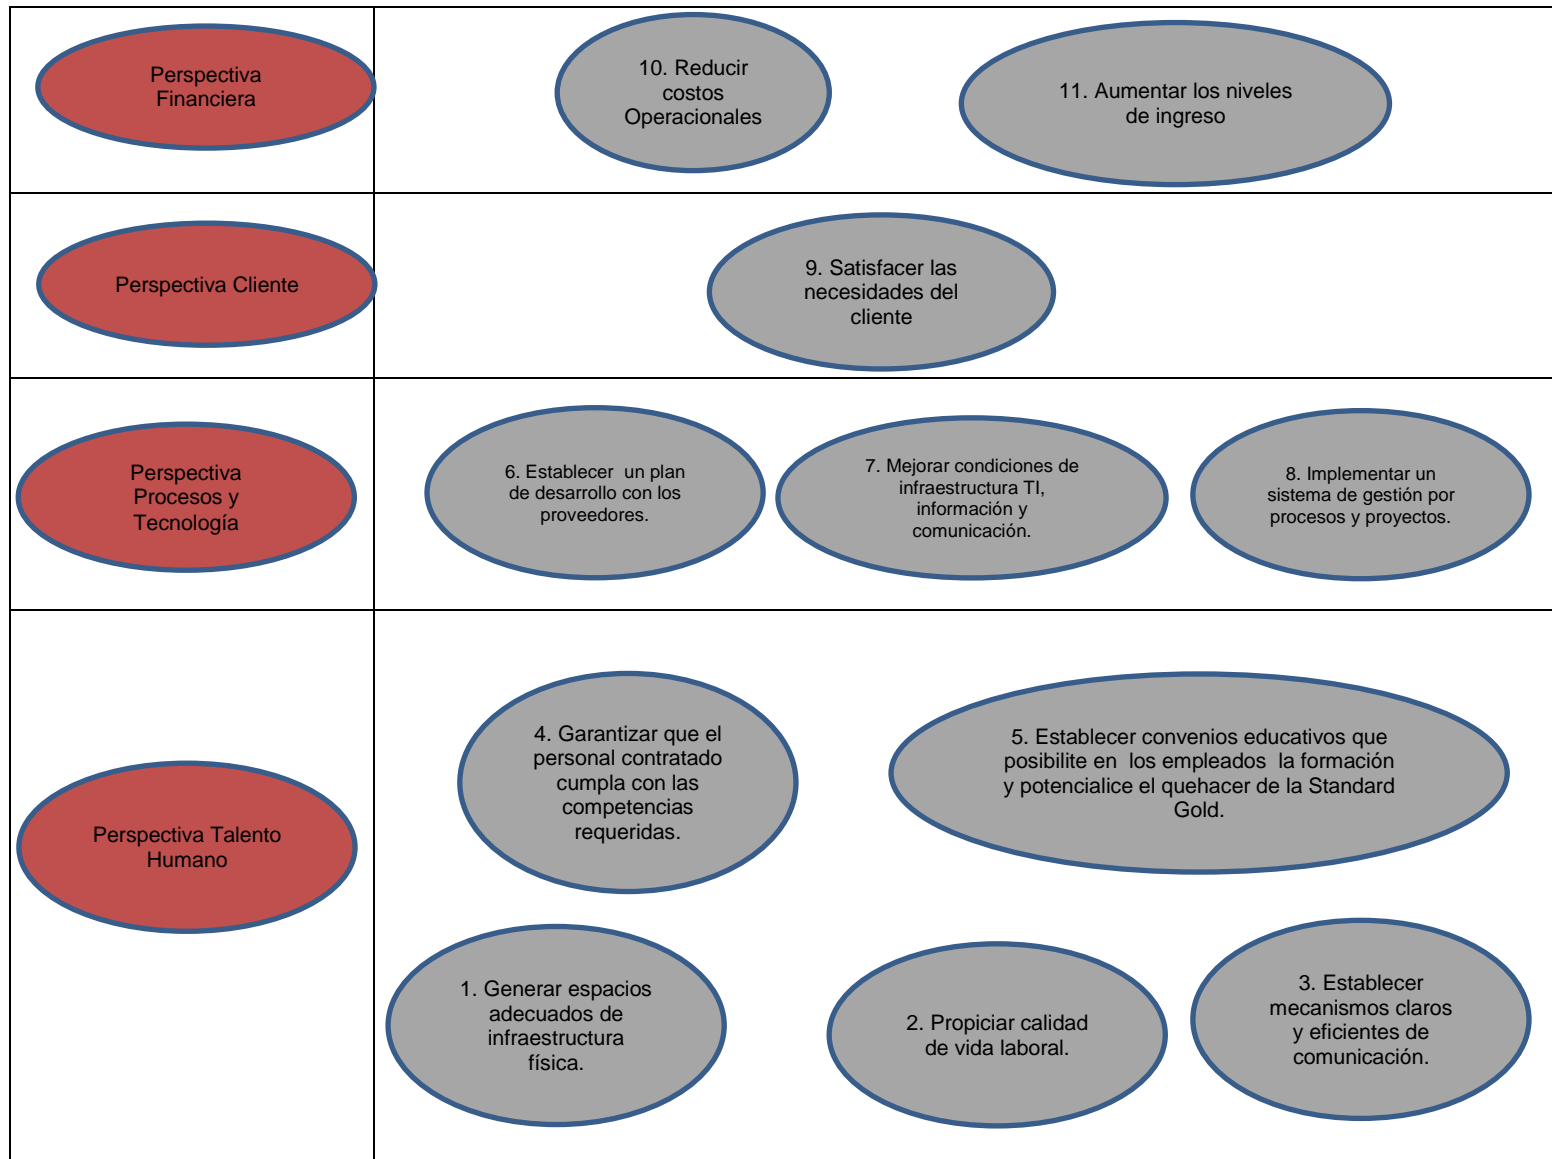 Perspectiva
Financiera
10. Reducir
costos
Operacionales
11. Aumentar los niveles
de ingreso
Perspectiva Cliente
9. Satisfacer las
necesidades del
cliente
Perspectiva
Procesos y
Tecnología
6. Establecer  un plan
de desarrollo con los
proveedores.
7. Mejorar condiciones de
infraestructura TI,
información y
comunicación.
8. Implementar un
sistema de gestión por
procesos y proyectos.
Perspectiva Talento
Humano
4. Garantizar que el
personal contratado
cumpla con las
competencias
requeridas.
5. Establecer convenios educativos que
posibilite en  los empleados  la formación
y potencialice el quehacer de la Standard
Gold.
1. Generar espacios
adecuados de
infraestructura
física.
2. Propiciar calidad
de vida laboral.
3. Establecer
mecanismos claros
y eficientes de
comunicación.